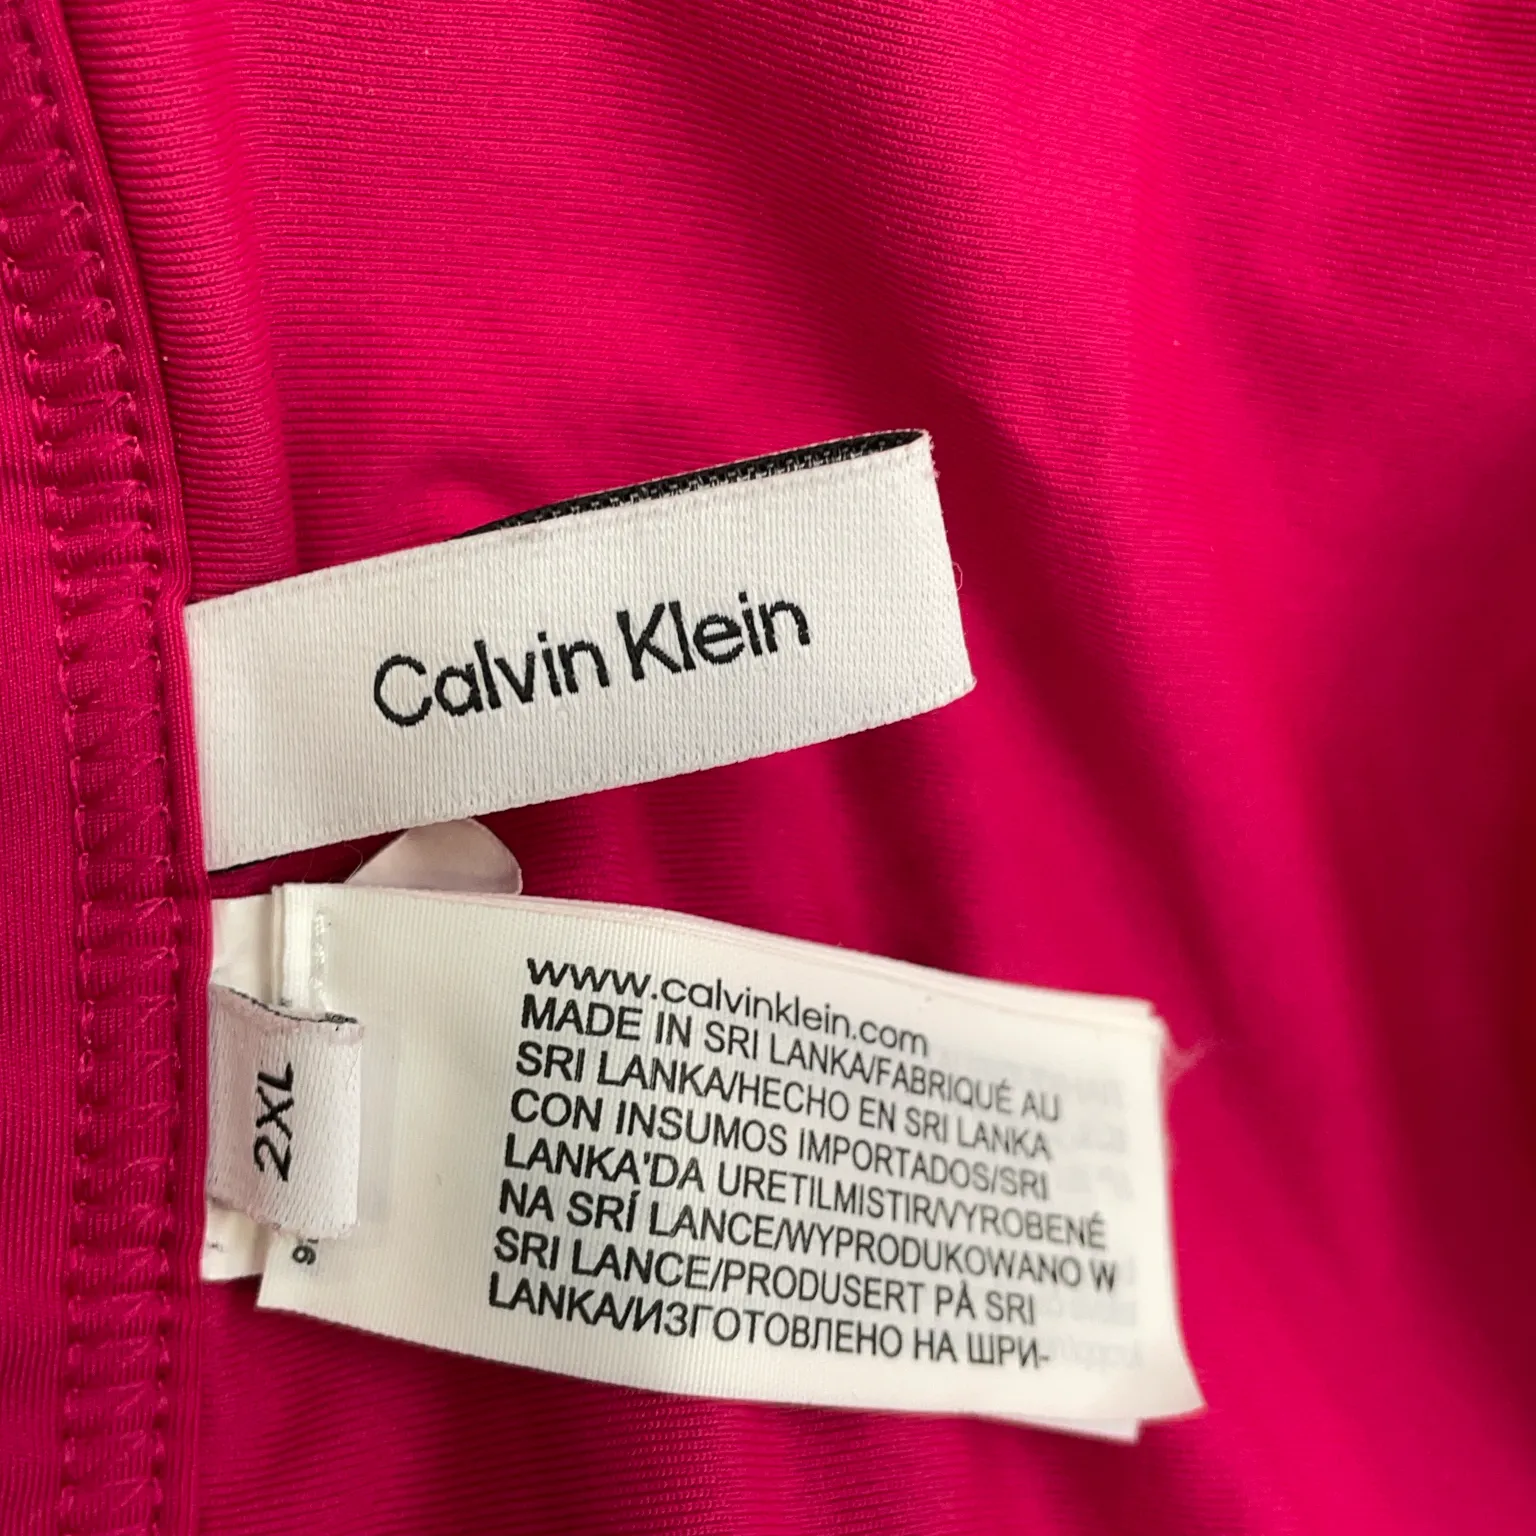 Calvin Klein
2XL
www.calvinklein.com
MADE IN SRI LANKA/FABRIQUÉ AU
SRI LANKA/HECHO EN SRI LANKA
CON INSUMOS IMPORTADOS/SRI
LANKA'DA URETILMISTIR/VYROBENÉ
NA SRÍ LANCE/WYPRODUKOWANO W
SRI LANCE/PRODUSERT PÅ SRI
LANKA/ИЗГОТОВЛЕНО НА ШРИ-